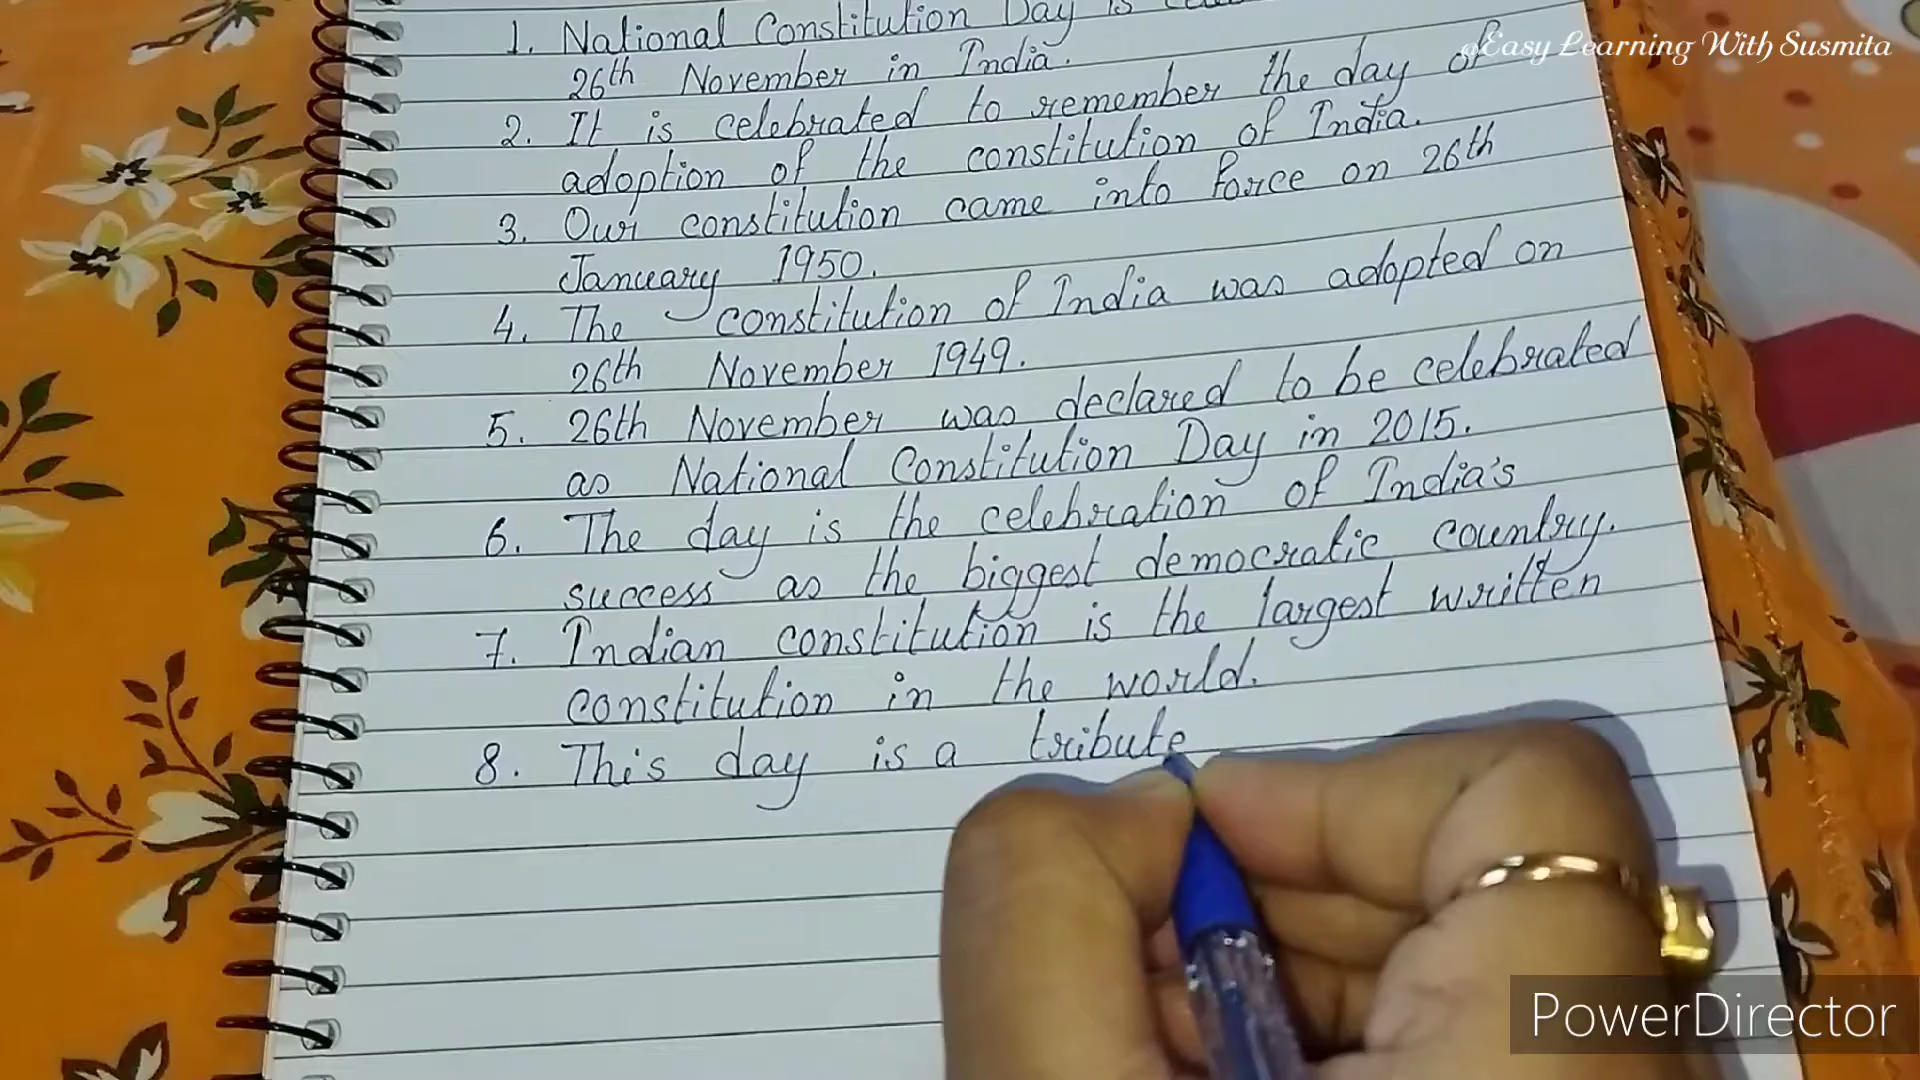 1. National Constitution Day is
26th November in India.
2. It is celebrated to remember the day of
adoption of the constitution of India.
3. Our constitution came into force on 26th
January 1950.
4. The constitution of India was adopted on
26th November 1949.
5. 26th November was declared to be celebrated
as National Constitution Day in 2015.
6. The day is the celebration of India's
success as the biggest democratic country.
7. Indian constitution is the largest written
constitution in the world.
8. This day is a tribute
@Easy Learning With Susmita
PowerDirector